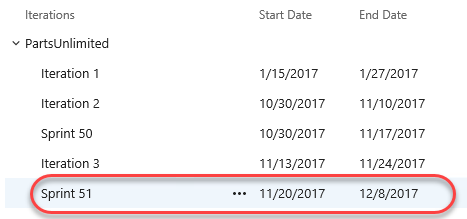 Iterations Start Date End Date
PartsUnlimited
Iteration 1 1/15/2017 1/27/2017
Iteration 2 10/30/2017 11/10/2017
Sprint 50 10/30/2017 11/17/2017
Iteration 3 11/13/2017 11/24/2017
Sprint 51 ••• 11/20/2017 12/8/2017